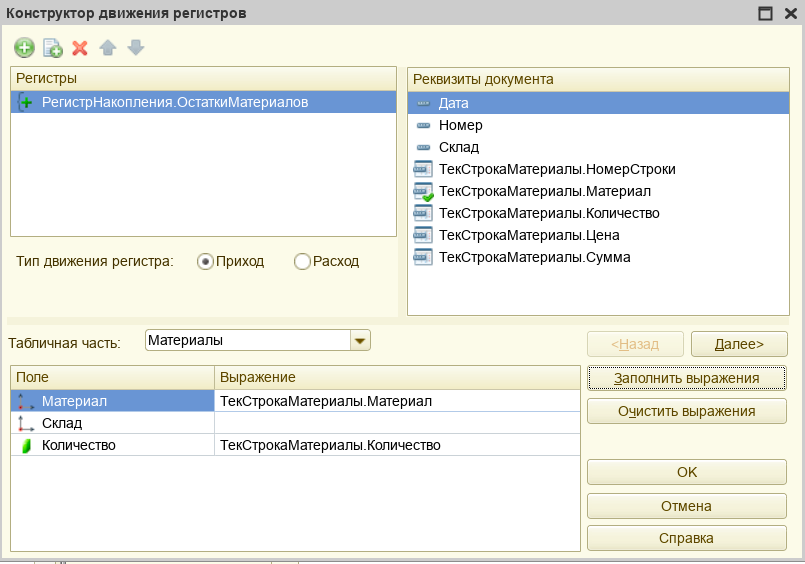 Конструктор движения регистров
Регистры
РегистрНакопления.ОстаткиМатериалов
Реквизиты документа
Дата
Номер
Склад
ТекСтрокаМатериалы.НомерСтроки
ТекСтрокаМатериалы.Материал
ТекСтрокаМатериалы.Количество
ТекСтрокаМатериалы.Цена
ТекСтрокаМатериалы.Сумма
Тип движения регистра: Приход Расход
Табличная часть: Материалы
<Назад Далее>
Поле Выражение
Материал ТекСтрокаМатериалы.Материал
Склад
Количество ТекСтрокаМатериалы.Количество
Заполнить выражения
Очистить выражения
OK
Отмена
Справка